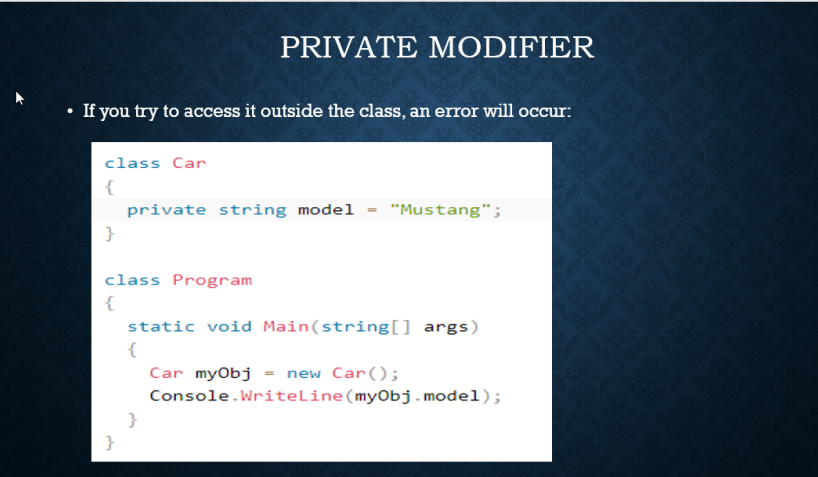 PRIVATE MODIFIER
• If you try to access it outside the class, an error will occur:
class Car
{
  private string model = "Mustang";
}
class Program
{
  static void Main(string[] args)
  {
    Car myObj = new Car();
    Console.WriteLine(myObj.model);
  }
}